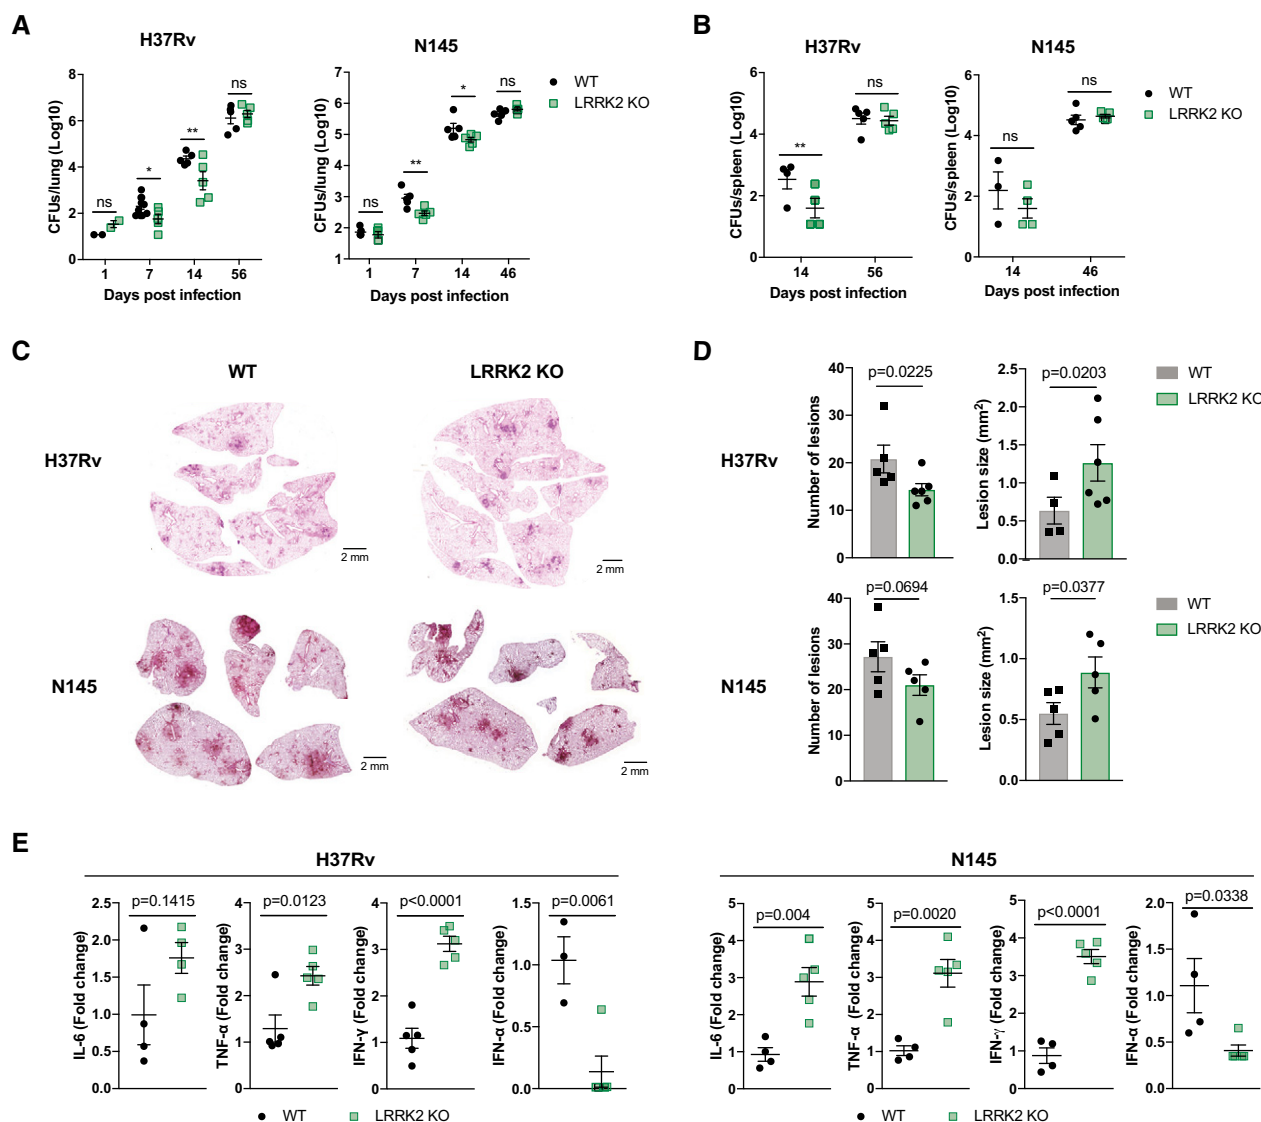 A
H37Rv
N145
WT
LRRK2 KO
CFUs/lung (Log10)
8
6
4
2
0
ns
*
**
ns
1
7
14
56
Days post infection
CFUs/lung (Log10)
7
6
5
4
3
2
1
ns
**
*
ns
1
7
14
46
Days post infection
B
H37Rv
N145
WT
LRRK2 KO
CFUs/spleen (Log10)
6
4
2
0
**
ns
14
56
Days post infection
CFUs/spleen (Log10)
6
4
2
0
ns
ns
14
46
Days post infection
C
WT
LRRK2 KO
H37Rv
2 mm
2 mm
N145
2 mm
2 mm
D
H37Rv
Number of lesions
40
30
20
10
0
p=0.0225
Lesion size (mm²)
2.5
2.0
1.5
1.0
0.5
0.0
p=0.0203
WT
LRRK2 KO
N145
Number of lesions
40
30
20
10
0
p=0.0694
Lesion size (mm²)
1.5
1.0
0.5
0.0
p=0.0377
WT
LRRK2 KO
E
H37Rv
IL-6 (Fold change)
2.5
2.0
1.5
1.0
0.5
0.0
p=0.1415
TNF-α (Fold change)
4
3
2
1
0
p=0.0123
IFN-γ (Fold change)
4
3
2
1
0
p<0.0001
IFN-α (Fold change)
1.5
1.0
0.5
0.0
p=0.0061
WT
LRRK2 KO
N145
IL-6 (Fold change)
5
4
3
2
1
0
p=0.004
TNF-α (Fold change)
5
4
3
2
1
0
p=0.0020
IFN-γ (Fold change)
5
4
3
2
1
0
p<0.0001
IFN-α (Fold change)
2.0
1.5
1.0
0.5
0.0
p=0.0338
WT
LRRK2 KO